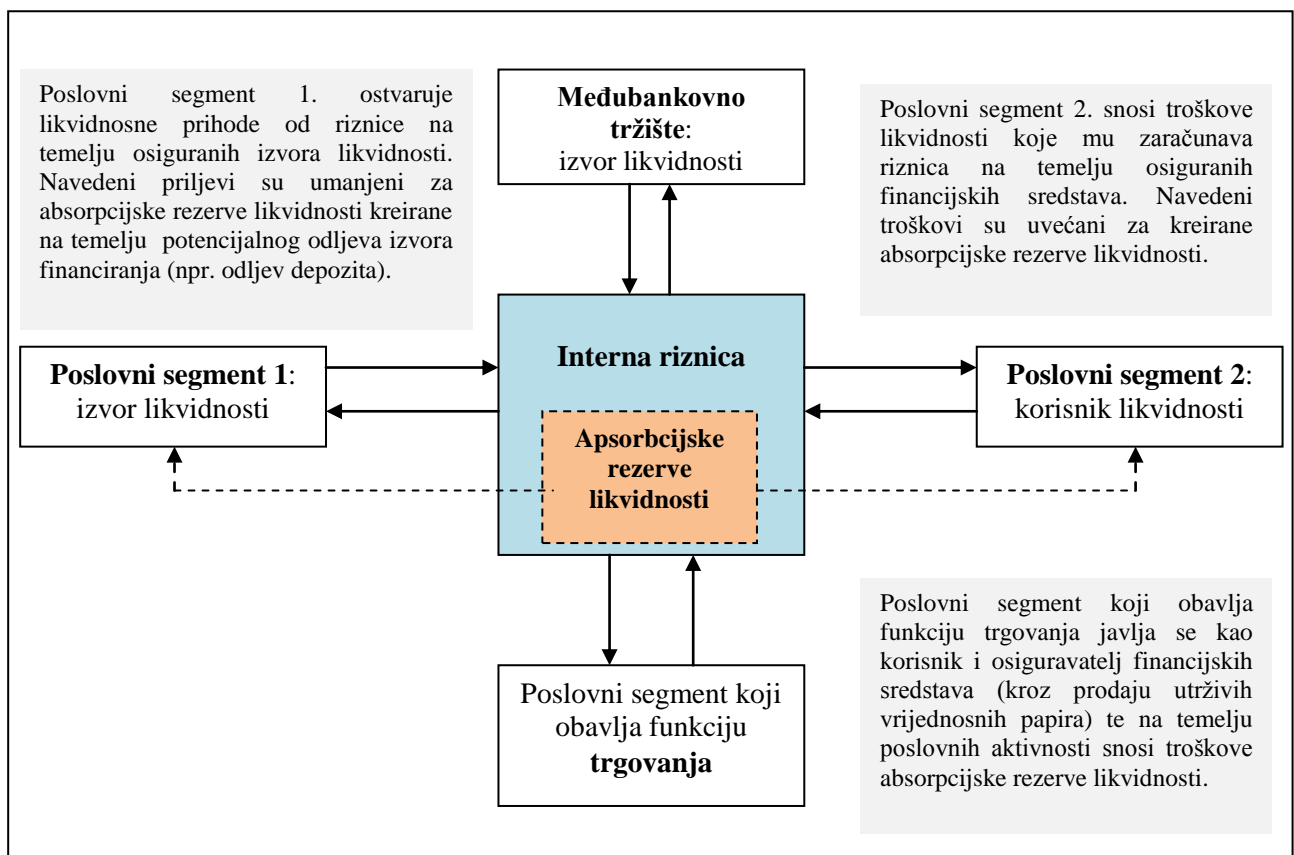 Poslovni segment 1. ostvaruje
likvidnosne prihode od riznice na
temelju osiguranih izvora likvidnosti.
Navedeni priljevi su umanjeni za
absorpcijske rezerve likvidnosti kreirane
na temelju potencijalnog odljeva izvora
financiranja (npr. odljev depozita).
Međubankovno
tržište:
izvor likvidnosti
Poslovni segment 2. snosi troškove
likvidnosti koje mu zaračunava
riznica na temelju osiguranih
financijskih sredstava. Navedeni
troškovi su uvećani za kreirane
absorpcijske rezerve likvidnosti.
Poslovni segment 1:
izvor likvidnosti
Interna riznica
Apsorbcijske
rezerve
likvidnosti
Poslovni segment 2:
korisnik likvidnosti
Poslovni segment koji
obavlja funkciju
trgovanja
Poslovni segment koji obavlja
funkciju trgovanja javlja se kao
korisnik i osiguravatelj financijskih
sredstava (kroz prodaju utrživih
vrijednosnih papira) te na temelju
poslovnih aktivnosti snosi troškove
absorpcijske rezerve likvidnosti.